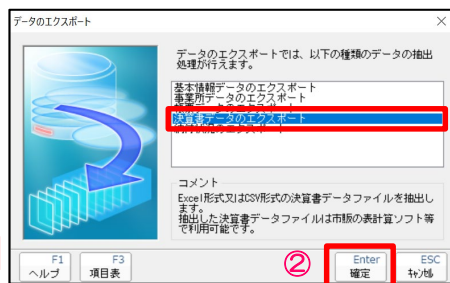 データのエクスポート
データのエクスポートでは、以下の種類のデータの抽出
処理が行えます。
基本情報データのエクスポート
事業所データのエクスポート
決算書データのエクスポート
コメント
Excel形式又はCSV形式の決算書データファイルを抽出し
ます。
抽出した決算書データファイルは市販の表計算ソフト等
で利用可能です。
F1
ヘルプ
F3
項目表
②
Enter
確定
ESC
キャンセル